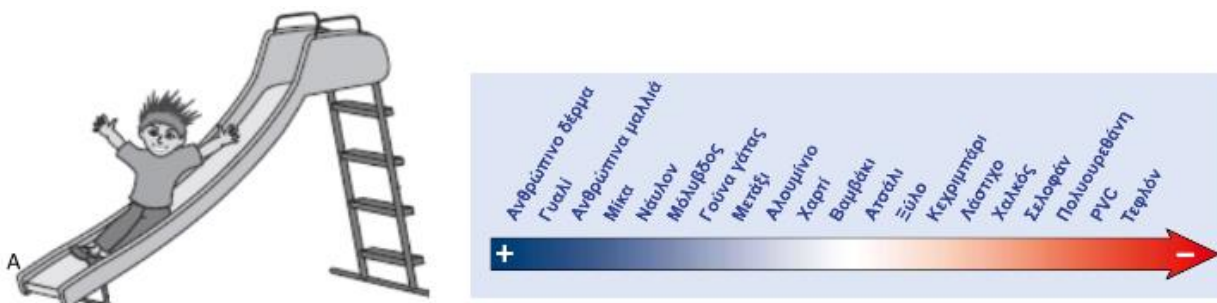 A
Ανθρώπινο δέρμα
Γυαλί
Ανθρώπινα μαλλιά
Μίκα
Νάυλον
Μόλυβδος
Γούνα γάτας
Μετάξι
Αλουμίνιο
Χαρτί
Βαμβάκι
Ατσάλι
Ξύλο
Κεχριμπάρι
Λάστιχο
Χαλκός
Σελοφάν
Πολυουρεθάνη
PVC
Τεφλόν
+ −